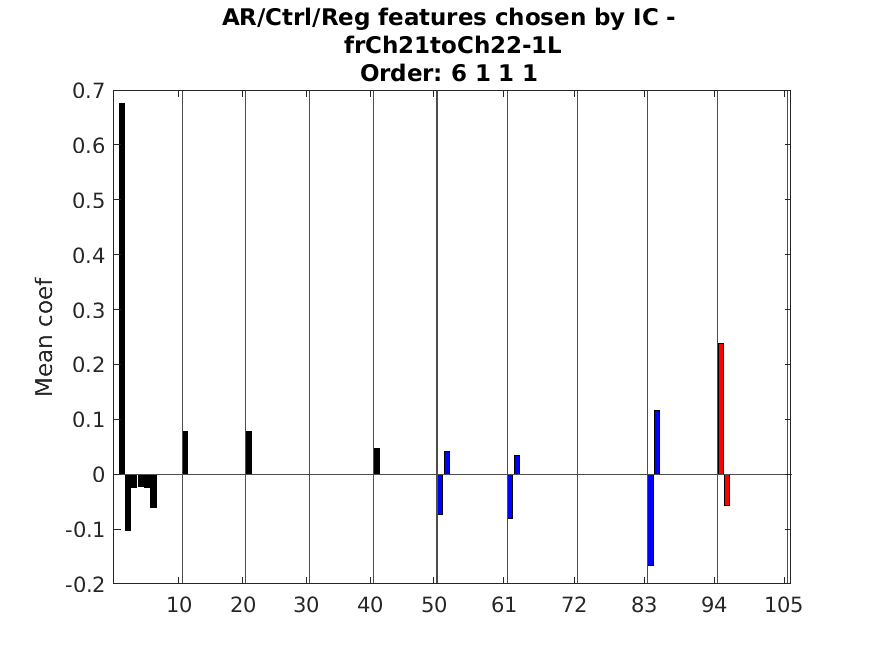 AR/Ctrl/Reg features chosen by IC -
frCh21toCh22-1L
Order: 6 1 1 1
0.7
0.6
0.5
0.4
0.3
0.2
0.1
0
-0.1
-0.2
Mean coef
10 20 30 40 50 61 72 83 94 105